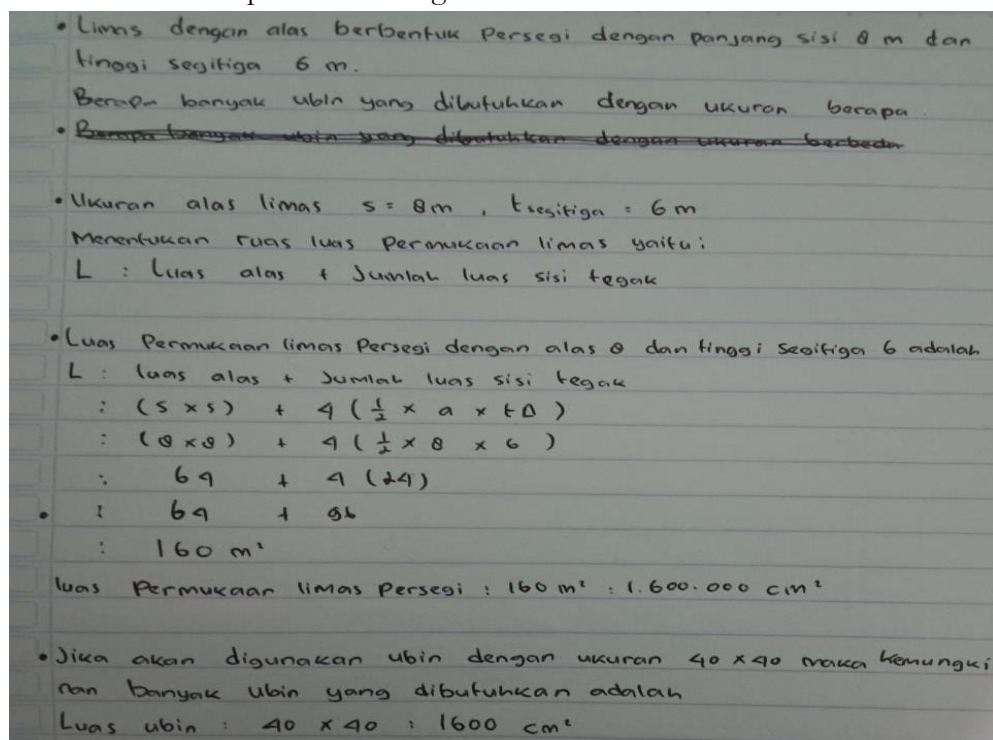 • Limas dengan alas berbentuk Persegi dengan panjang sisi 8 m dan
tinggi segitiga 6 m.
Berapa banyak ubin yang dibutuhkan dengan ukuran berapa.
• Berapa banyak ubin yang dibutuhkan dengan ukuran berbeda
• Ukuran alas limas s = 8 m , t segitiga = 6 m
Menentukan ruas luas Permukaan limas yaitu :
L : Luas alas + Jumlah luas sisi tegak
• Luas Permukaan limas Persegi dengan alas 8 dan tinggi segitiga 6 adalah
L : luas alas + Jumlah luas sisi tegak
: (s × s) + 4 ( ½ × a × t∆ )
: (8 × 8) + 4 ( ½ × 8 × 6 )
: 64 + 4 (24)
• : 64 + 96
: 160 m²
luas Permukaan limas Persegi : 160 m² : 1.600.000 cm²
• Jika akan digunakan ubin dengan ukuran 40 × 40 maka kemungki
nan banyak ubin yang dibutuhkan adalah
Luas ubin : 40 × 40 : 1600 cm²